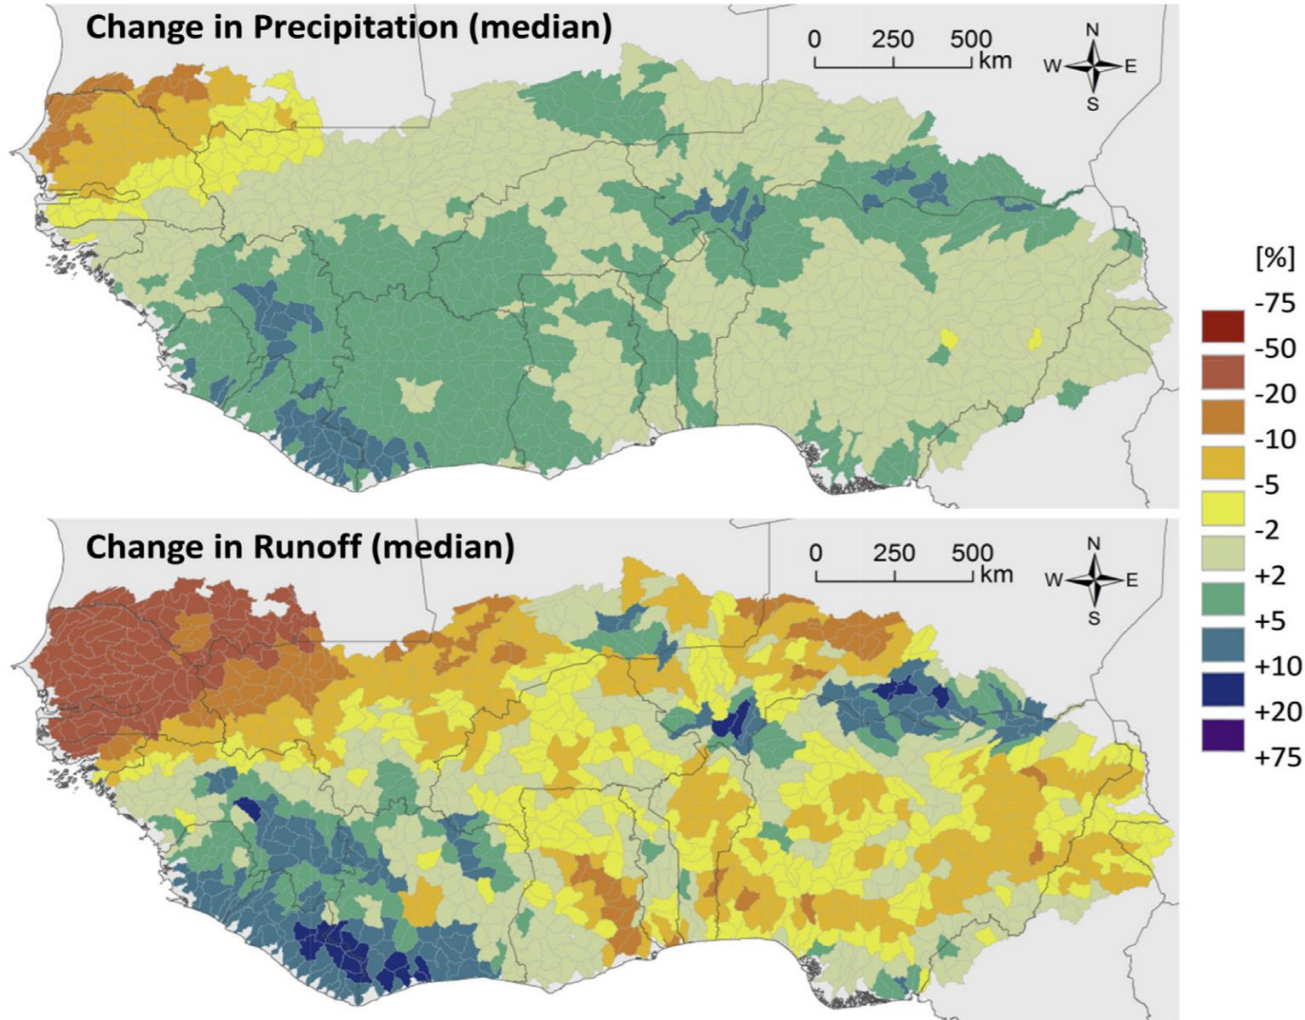 Change in Precipitation (median)
0 250 500
km
N
W E
S
[%]
-75
-50
-20
-10
-5
-2
+2
+5
+10
+20
+75
Change in Runoff (median)
0 250 500
km
N
W E
S